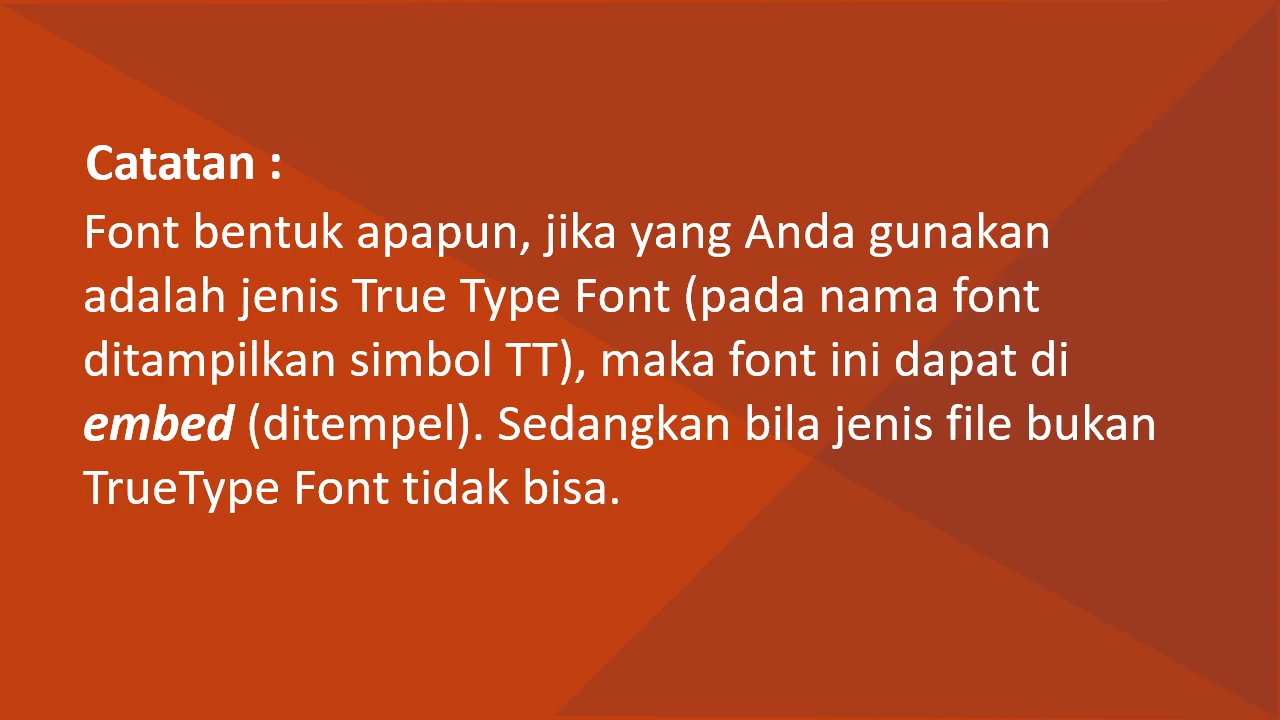 Catatan :
Font bentuk apapun, jika yang Anda gunakan
adalah jenis True Type Font (pada nama font
ditampilkan simbol TT), maka font ini dapat di
embed (ditempel). Sedangkan bila jenis file bukan
TrueType Font tidak bisa.